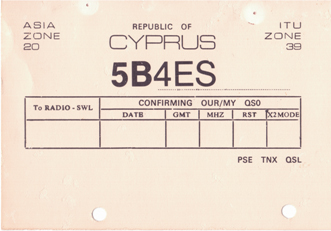 ASIA ZONE 20
REPUBLIC OF
CYPRUS
ITU ZONE 39
5B4ES
To RADIO - SWL
CONFIRMING OUR/MY QSO
DATE GMT MHZ RST X2MODE
PSE TNX QSL